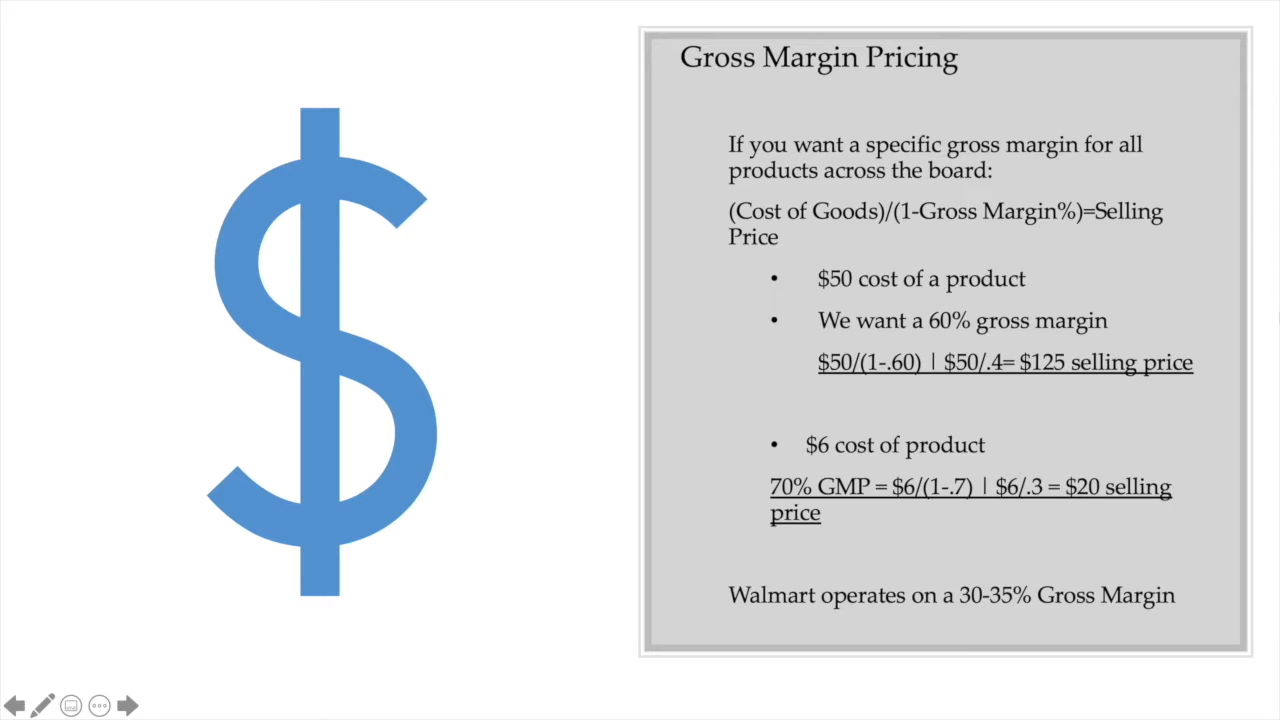 Gross Margin Pricing
If you want a specific gross margin for all
products across the board:
(Cost of Goods)/(1-Gross Margin%)=Selling
Price
• $50 cost of a product
• We want a 60% gross margin
$50/(1-.60) | $50/.4= $125 selling price
• $6 cost of product
70% GMP = $6/(1-.7) | $6/.3 = $20 selling
price
Walmart operates on a 30-35% Gross Margin